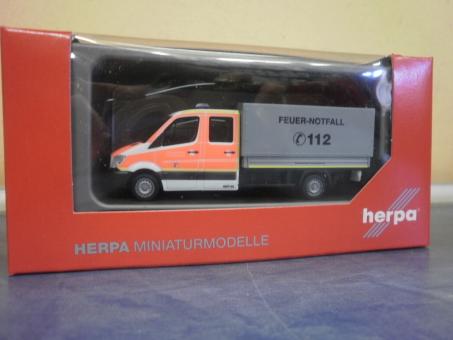 FEUER-NOTFALL
✆112
HERPA MINIATURMODELLE
herpa